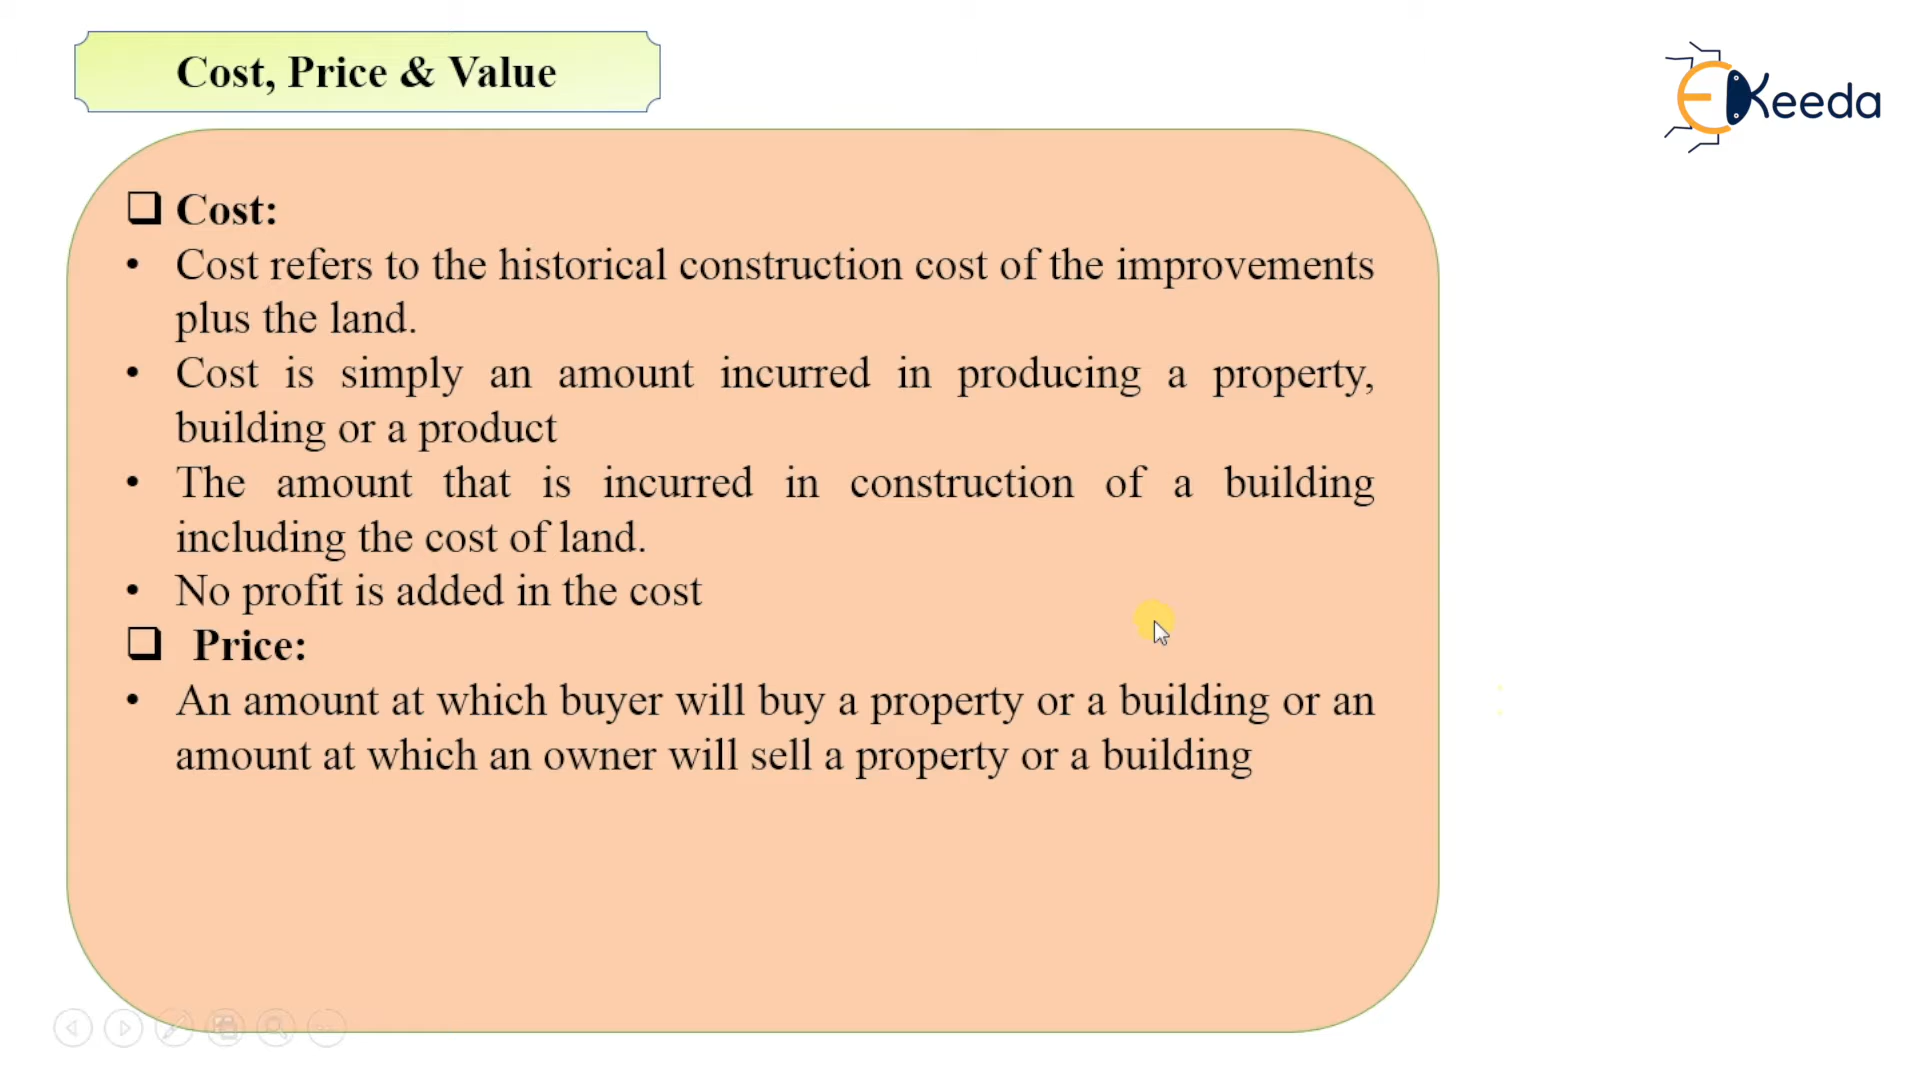 Cost, Price & Value
EKeeda
❑ Cost:
• Cost refers to the historical construction cost of the improvements
plus the land.
• Cost is simply an amount incurred in producing a property,
building or a product
• The amount that is incurred in construction of a building
including the cost of land.
• No profit is added in the cost
❑ Price:
• An amount at which buyer will buy a property or a building or an
amount at which an owner will sell a property or a building